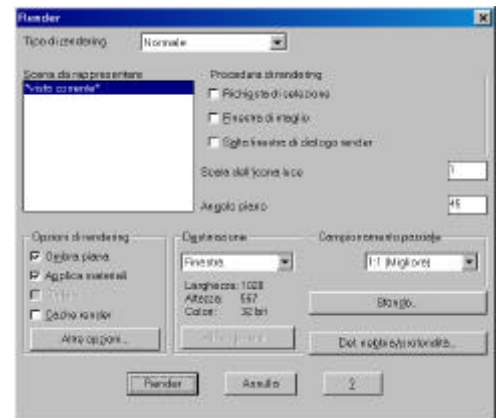 Render
Tipo di rendering Normale
Scena da rappresentare
*vista corrente*
Procedura di rendering
Richieste di selezione
Finestra di ritaglio
Salta finestra di dialogo render
Scala dell'icona luce 1
Angolo piano 45
Opzioni di rendering
Ombra piana
Applica materiali
Cache render
Altre opzioni...
Destinazione
Finestra
Larghezza: 1028
Altezza: 567
Colori: 32 bit
Campionamento parziale
1:1 (Migliore)
Sfondo...
Def. nebbia/profondità...
Render
Annulla
?